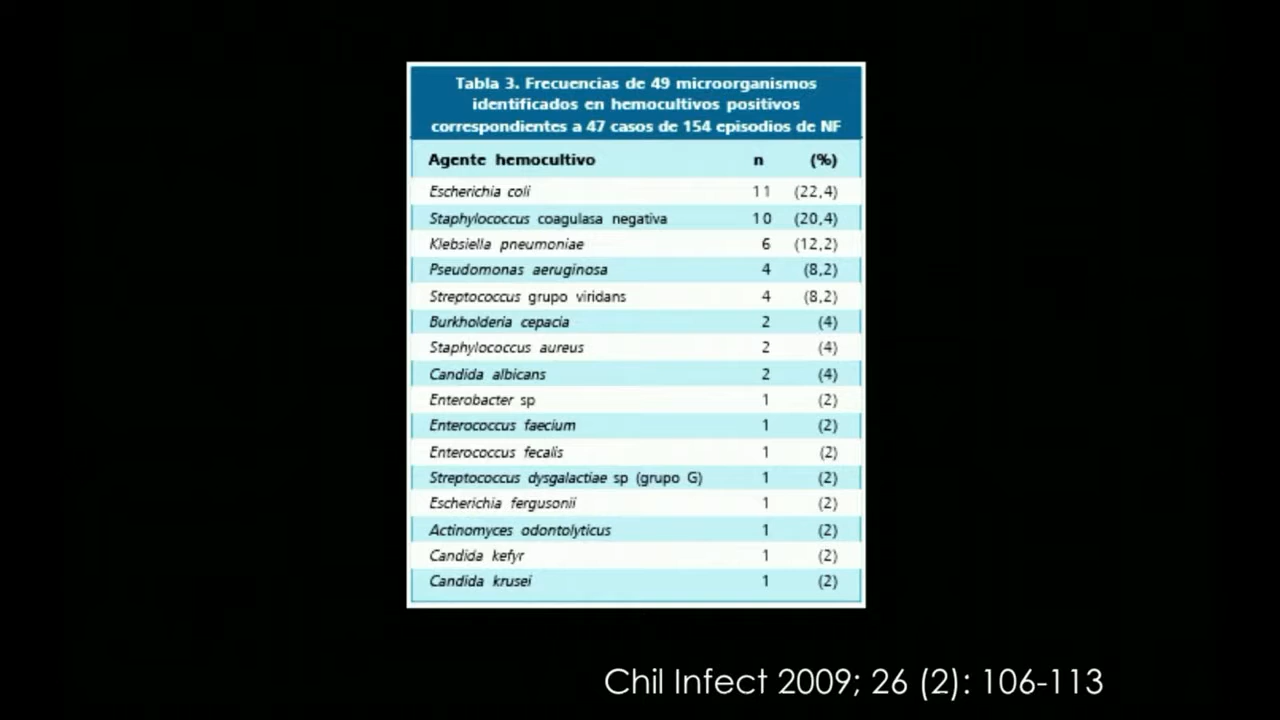 Tabla 3. Frecuencias de 49 microorganismos
identificados en hemocultivos positivos
correspondientes a 47 casos de 154 episodios de NF
Agente hemocultivo n (%)
Escherichia coli 11 (22,4)
Staphylococcus coagulasa negativa 10 (20,4)
Klebsiella pneumoniae 6 (12,2)
Pseudomonas aeruginosa 4 (8,2)
Streptococcus grupo viridans 4 (8,2)
Burkholderia cepacia 2 (4)
Staphylococcus aureus 2 (4)
Candida albicans 2 (4)
Enterobacter sp 1 (2)
Enterococcus faecium 1 (2)
Enterococcus fecalis 1 (2)
Streptococcus dysgalactiae sp (grupo G) 1 (2)
Escherichia fergusonii 1 (2)
Actinomyces odontolyticus 1 (2)
Candida kefyr 1 (2)
Candida krusei 1 (2)
Chil Infect 2009; 26 (2): 106-113